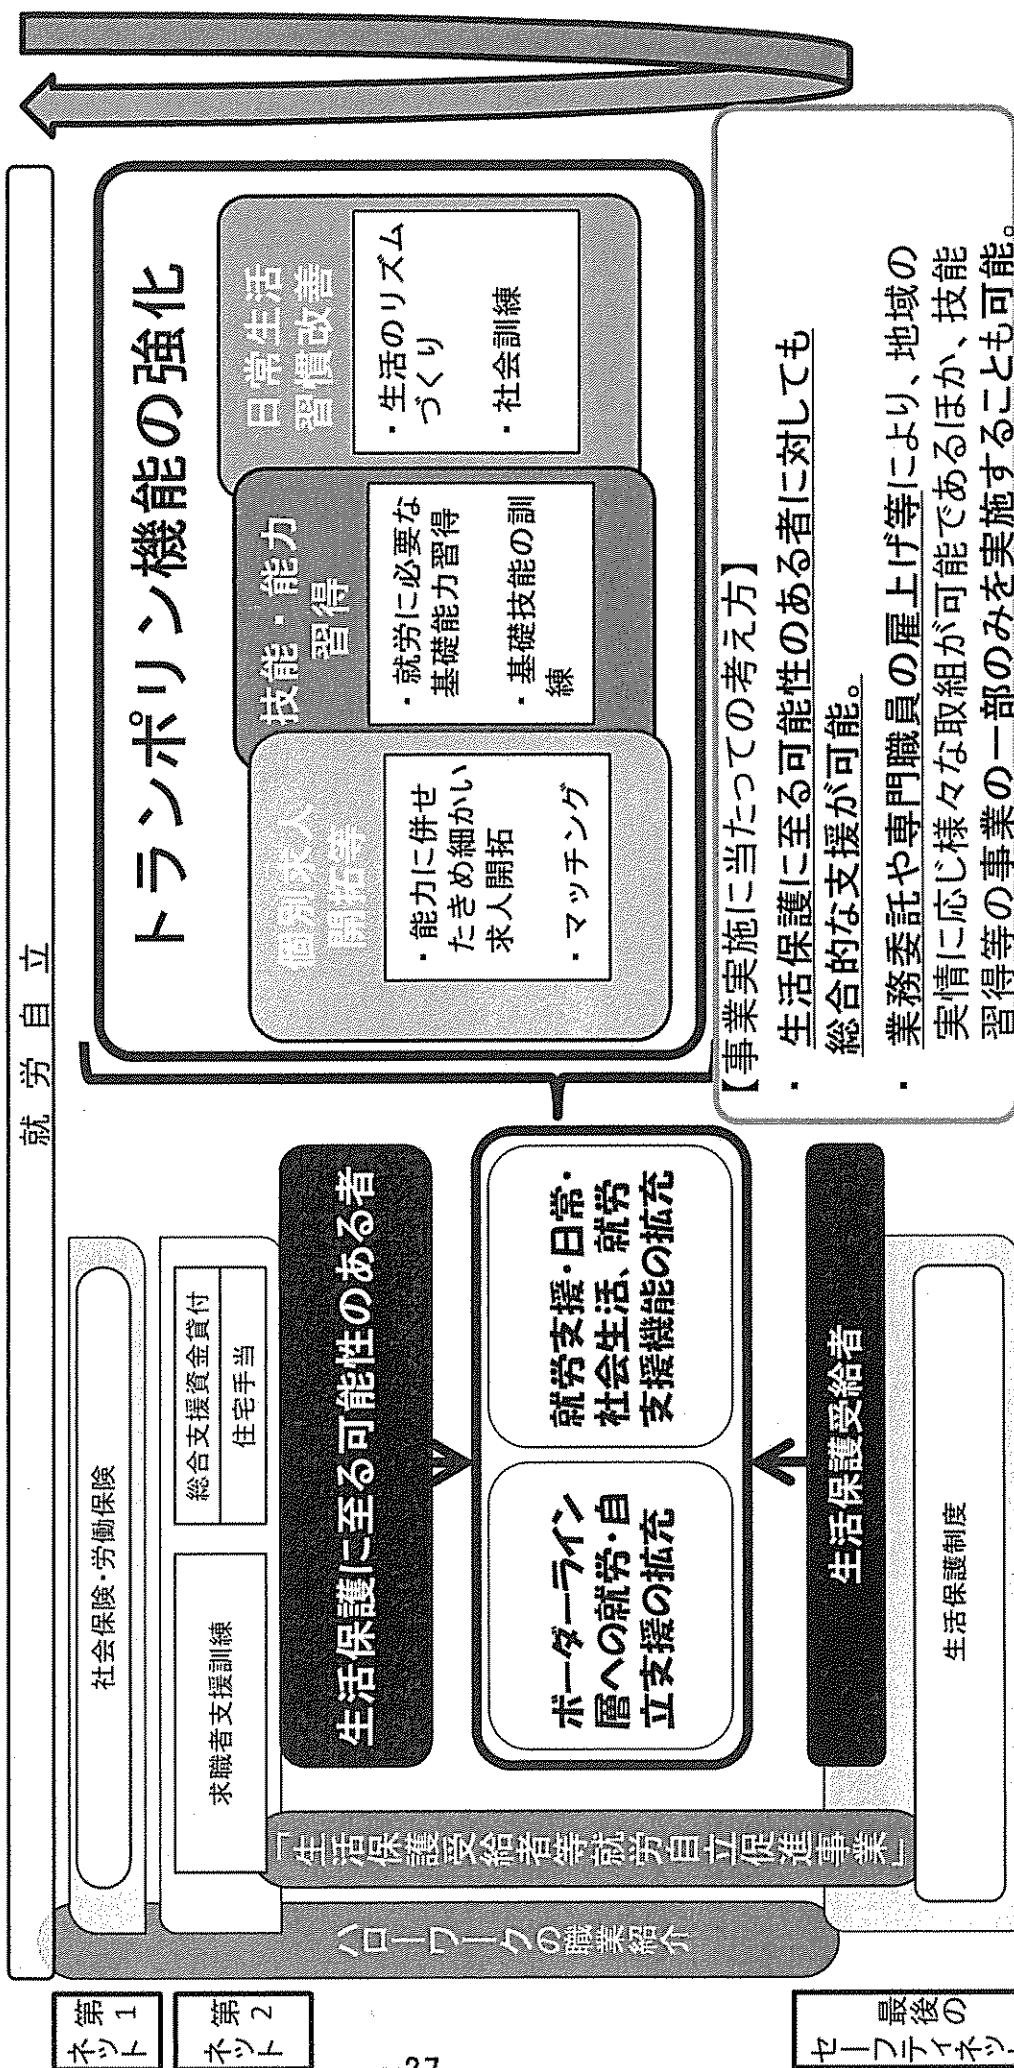 就 労 自 立
第1
ネット
第2
ネット
最後の
セーフティネッ
社会保険・労働保険
求職者支援訓練
総合支援資金貸付
住宅手当
ハローワークの職業紹介
「生活保護受給者等就労自立促進事業」
生活保護に至る可能性のある者
ボーダーライン
層への就労・自
立支援の拡充
就労支援・日常・
社会生活、就労
支援機能の拡充
生活保護受給者
生活保護制度
トランポリン機能の強化
個別求人
開拓等
・能力に併せ
たきめ細かい
求人開拓
・マッチング
技能・能力
習得
・就労に必要な
基礎能力習得
・基礎技能の訓
練
日常生活
習慣改善
・生活のリズム
づくり
・社会訓練
【事業実施に当たっての考え方】
・生活保護に至る可能性のある者に対しても
総合的な支援が可能。
・業務委託や専門職員の雇上げ等により、地域の
実情に応じ様々な取組が可能であるほか、技能
習得等の事業の一部のみを実施することも可能。
27